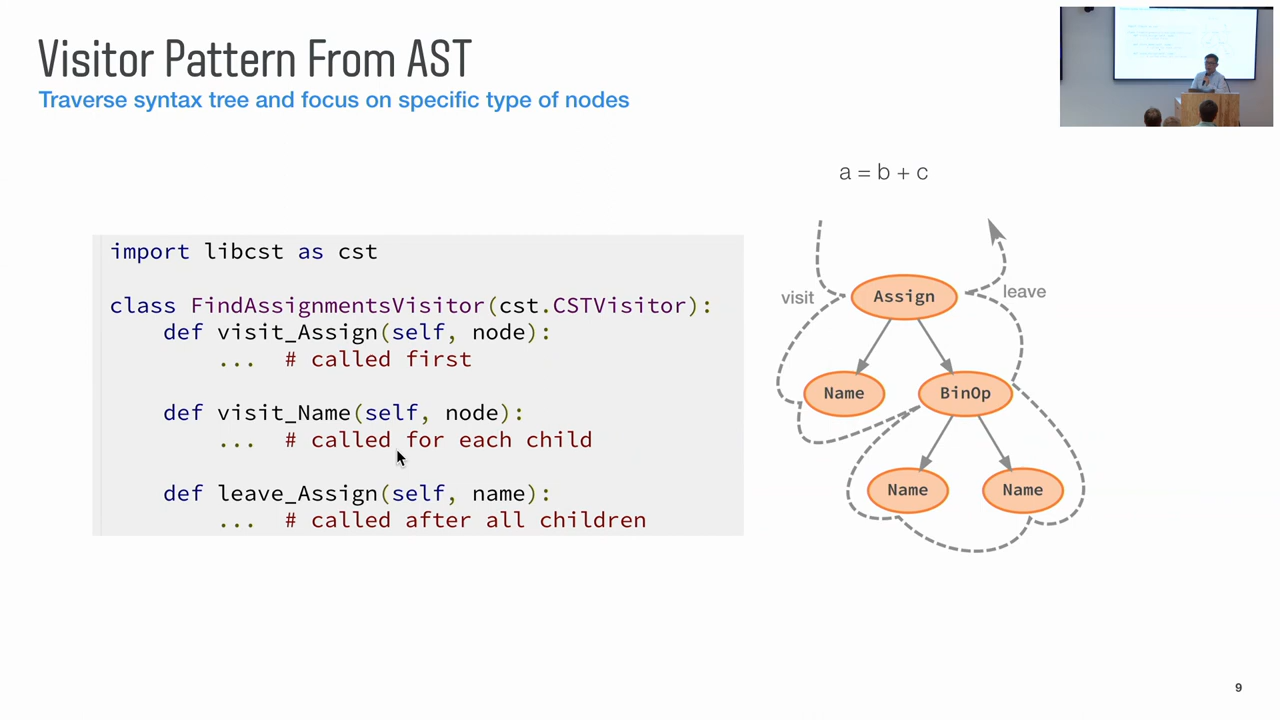 Visitor Pattern From AST
Traverse syntax tree and focus on specific type of nodes
import libcst as cst
class FindAssignmentsVisitor(cst.CSTVisitor):
def visit_Assign(self, node):
... # called first
def visit_Name(self, node):
... # called for each child
def leave_Assign(self, name):
... # called after all children
a = b + c
visit
Assign
leave
Name
BinOp
Name
Name
9